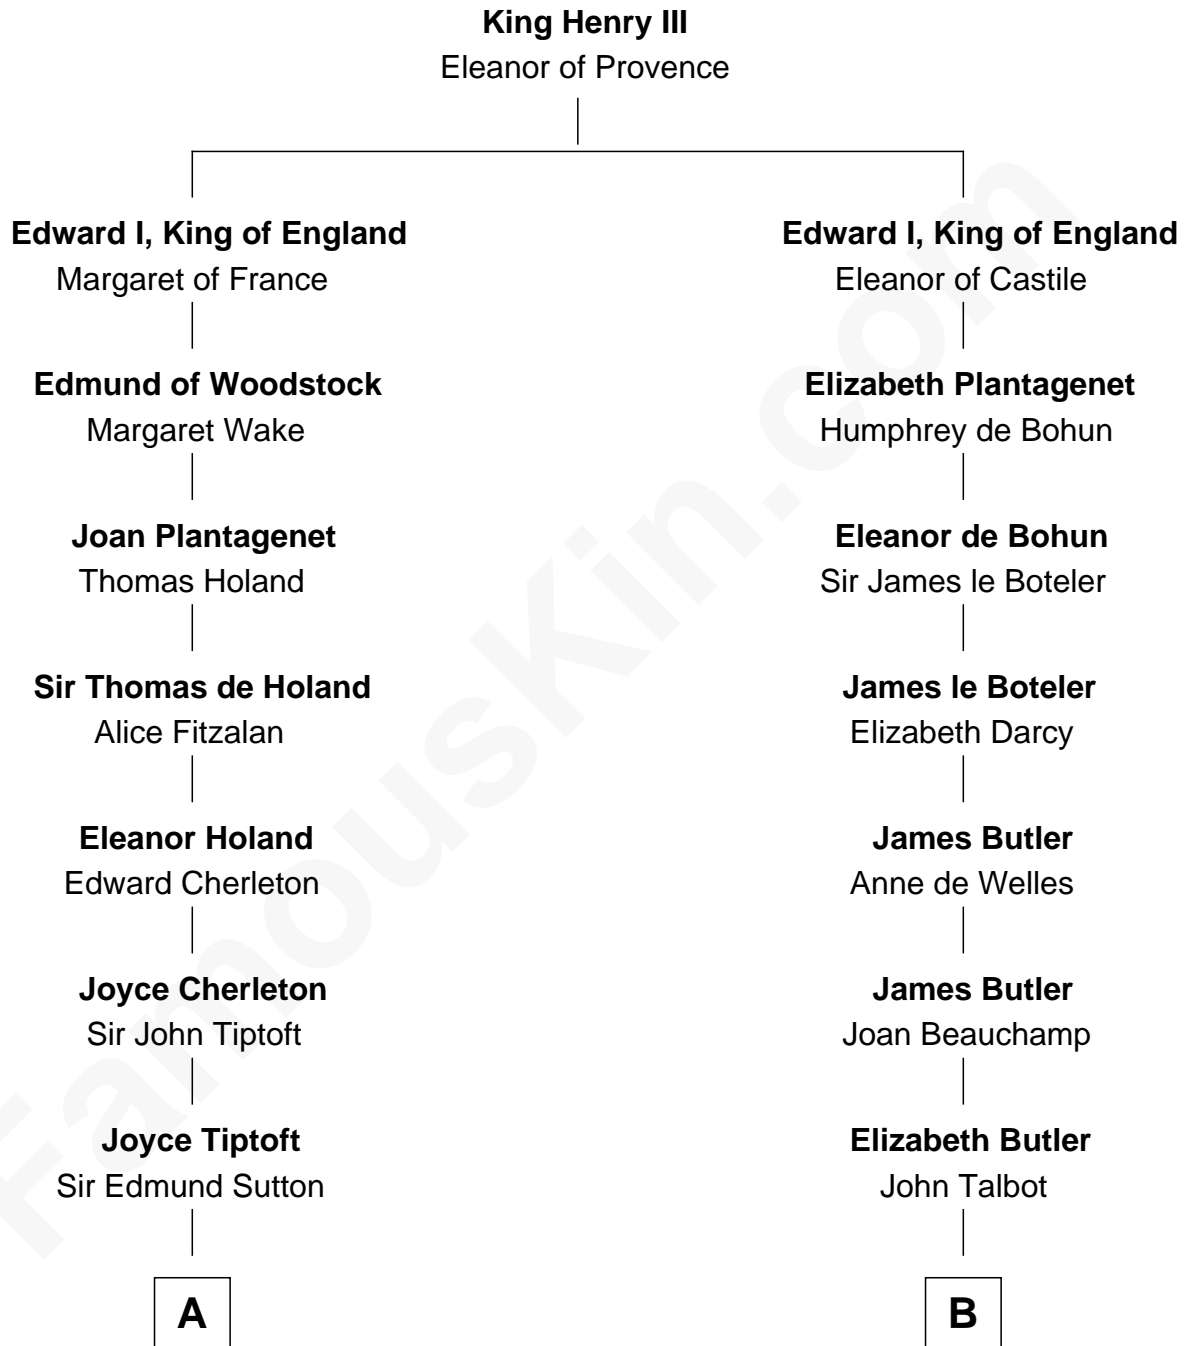 King Henry III
Eleanor of Provence
Edward I, King of England
Margaret of France
Edward I, King of England
Eleanor of Castile
Edmund of Woodstock
Margaret Wake
Elizabeth Plantagenet
Humphrey de Bohun
Joan Plantagenet
Thomas Holand
Eleanor de Bohun
Sir James le Boteler
Sir Thomas de Holand
Alice Fitzalan
James le Boteler
Elizabeth Darcy
Eleanor Holand
Edward Cherleton
James Butler
Anne de Welles
Joyce Cherleton
Sir John Tiptoft
James Butler
Joan Beauchamp
Joyce Tiptoft
Sir Edmund Sutton
Elizabeth Butler
John Talbot
A
B
FamousKin.com